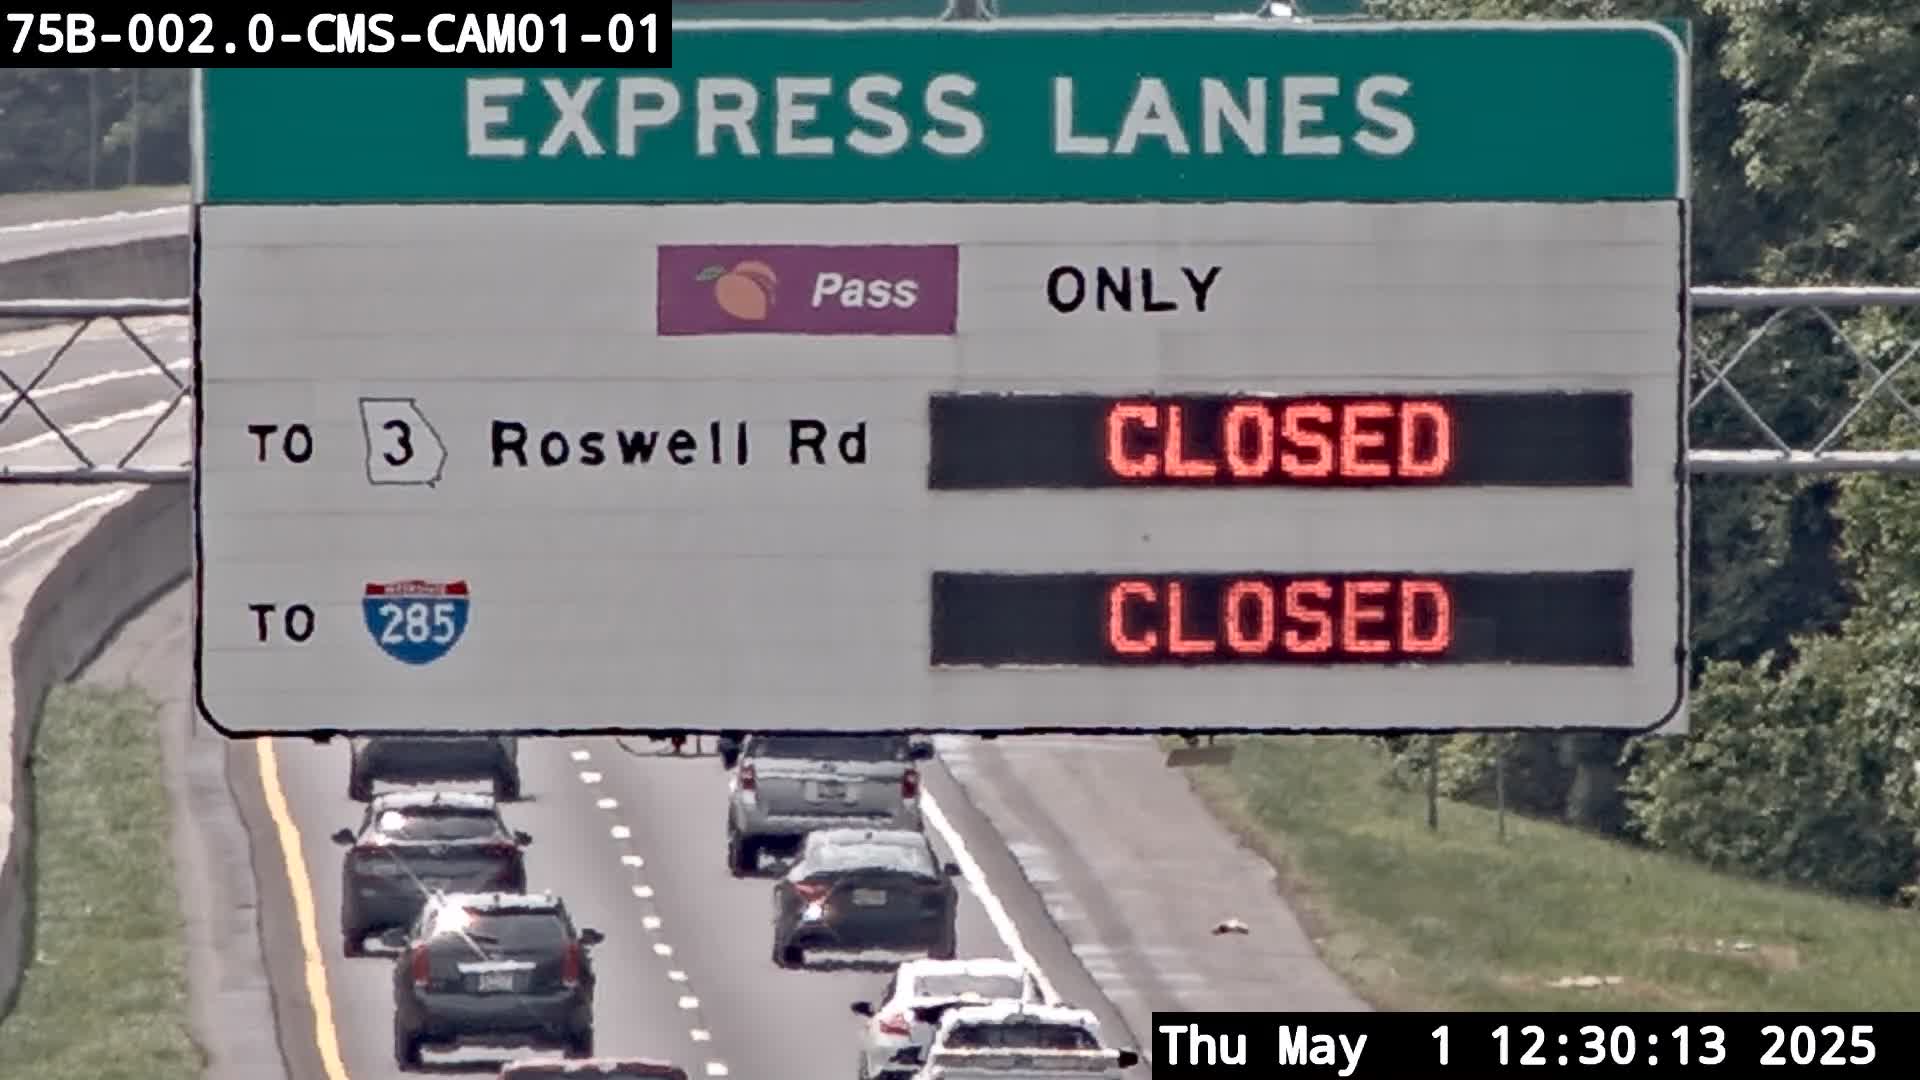 75B-002.0-CMS-CAM01-01
EXPRESS LANES
Pass ONLY
TO 3 Roswell Rd CLOSED
TO 285 CLOSED
Thu May 1 12:30:13 2025